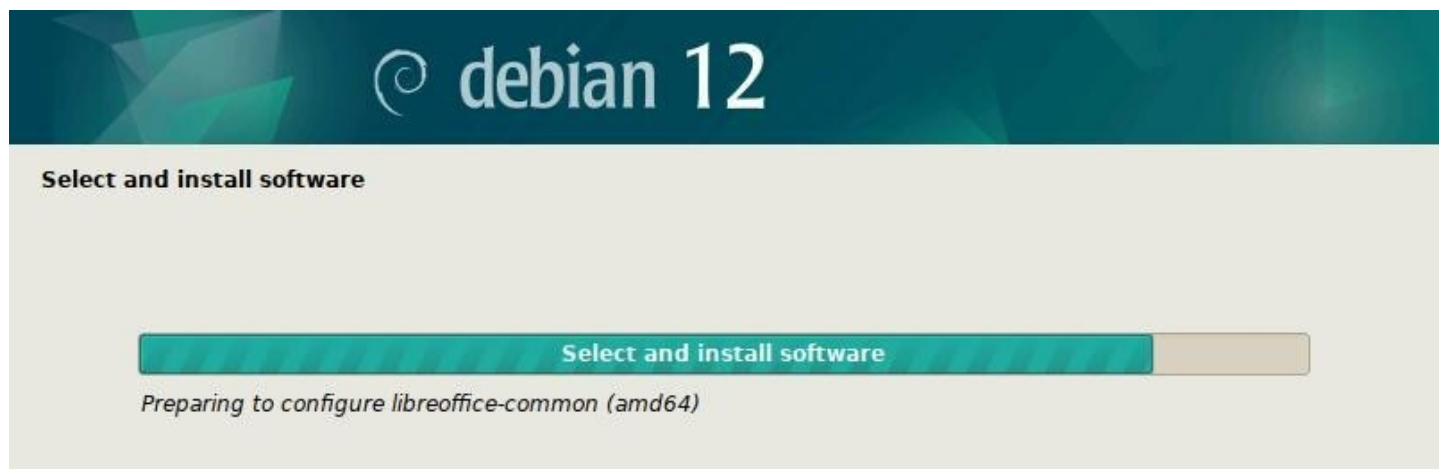 debian 12
Select and install software
Select and install software
Preparing to configure libreoffice-common (amd64)